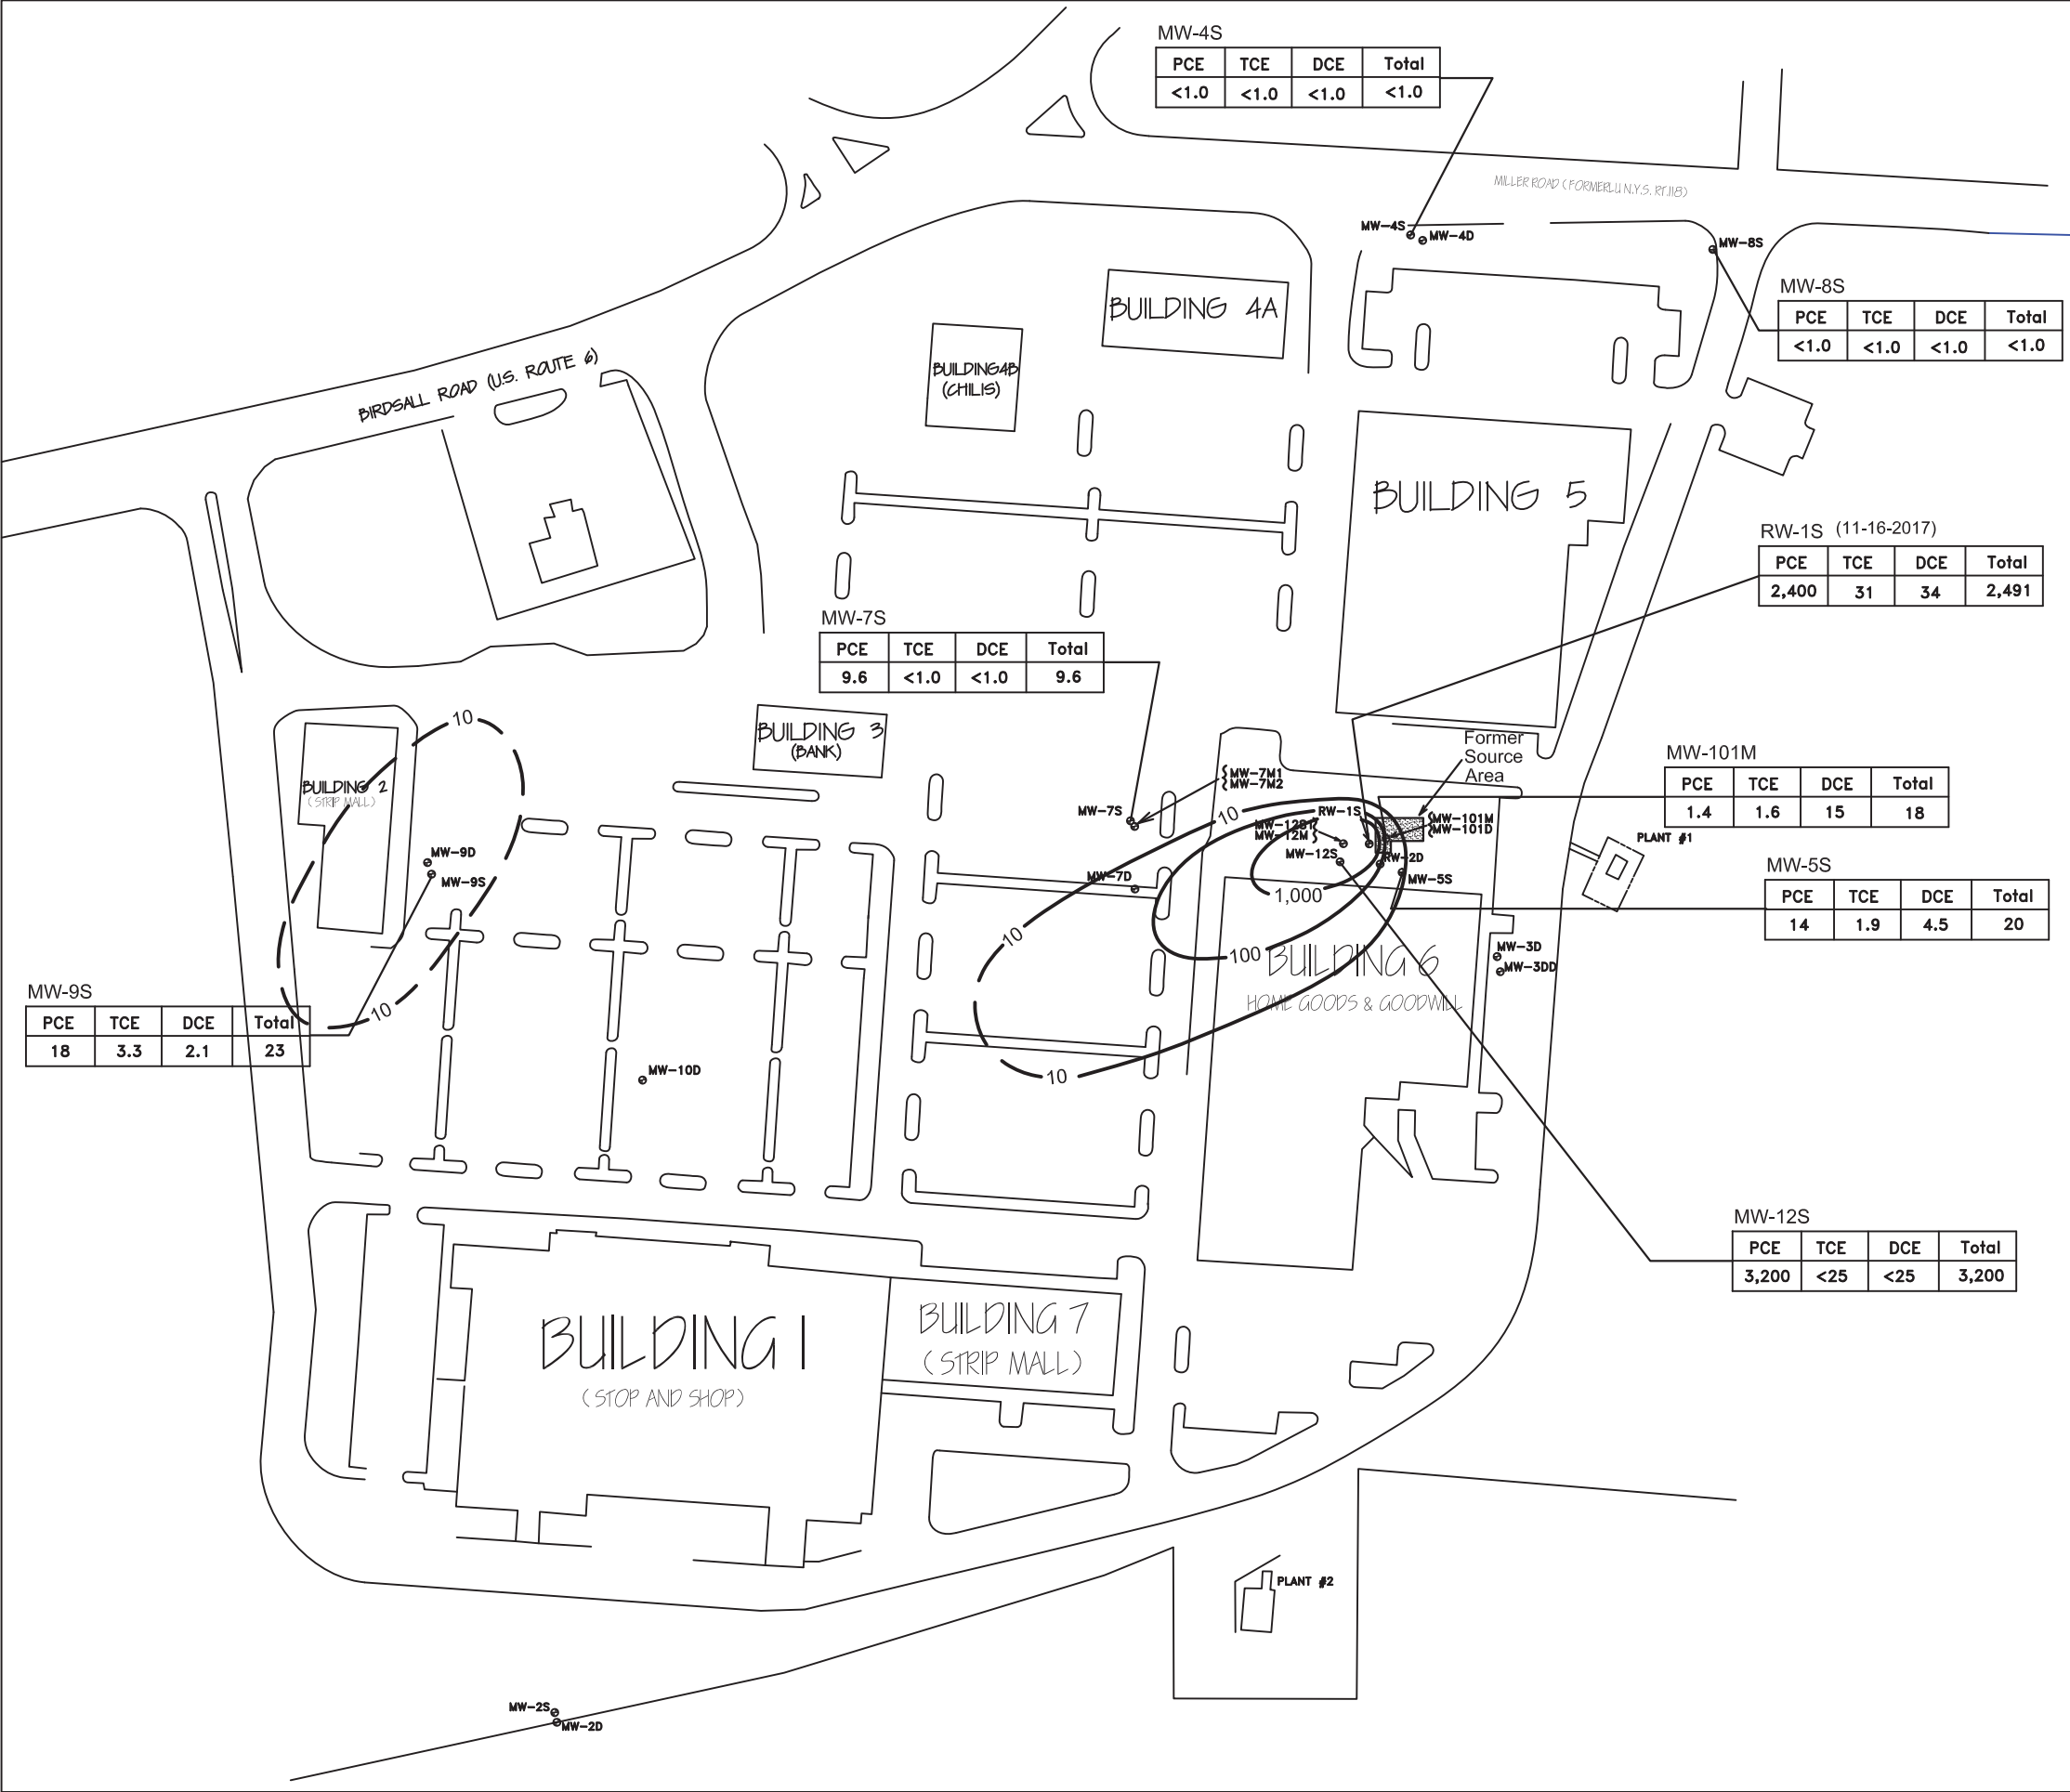 MW-4S
PCE TCE DCE Total
<1.0 <1.0 <1.0 <1.0
MILLER ROAD (FORMERLU N.Y.S. RT.118)
MW-4S
MW-4D
MW-8S
MW-8S
PCE TCE DCE Total
<1.0 <1.0 <1.0 <1.0
BUILDING 4A
BUILDING4B
(CHILIS)
BIRDSALL ROAD (U.S. ROUTE 6)
BUILDING 5
RW-1S (11-16-2017)
PCE TCE DCE Total
2,400 31 34 2,491
MW-7S
PCE TCE DCE Total
9.6 <1.0 <1.0 9.6
10
BUILDING 3
(BANK)
Former
Source
Area
MW-101M
PCE TCE DCE Total
1.4 1.6 15 18
BUILDING 2
(STRIP MALL)
MW-7M1
MW-7M2
MW-7S
10
RW-1S
MW-101M
MW-101D
MW-12M
MW-12S
RW-2D
MW-5S
PLANT #1
MW-9D
MW-9S
MW-7D
1,000
MW-5S
PCE TCE DCE Total
14 1.9 4.5 20
10
100
BUILDING 6
HOME GOODS & GOODWILL
MW-3D
MW-3DD
MW-9S
PCE TCE DCE Total
18 3.3 2.1 23
10
10
MW-10D
MW-12S
PCE TCE DCE Total
3,200 <25 <25 3,200
BUILDING 1
(STOP AND SHOP)
BUILDING 7
(STRIP MALL)
PLANT #2
MW-2S
MW-2D